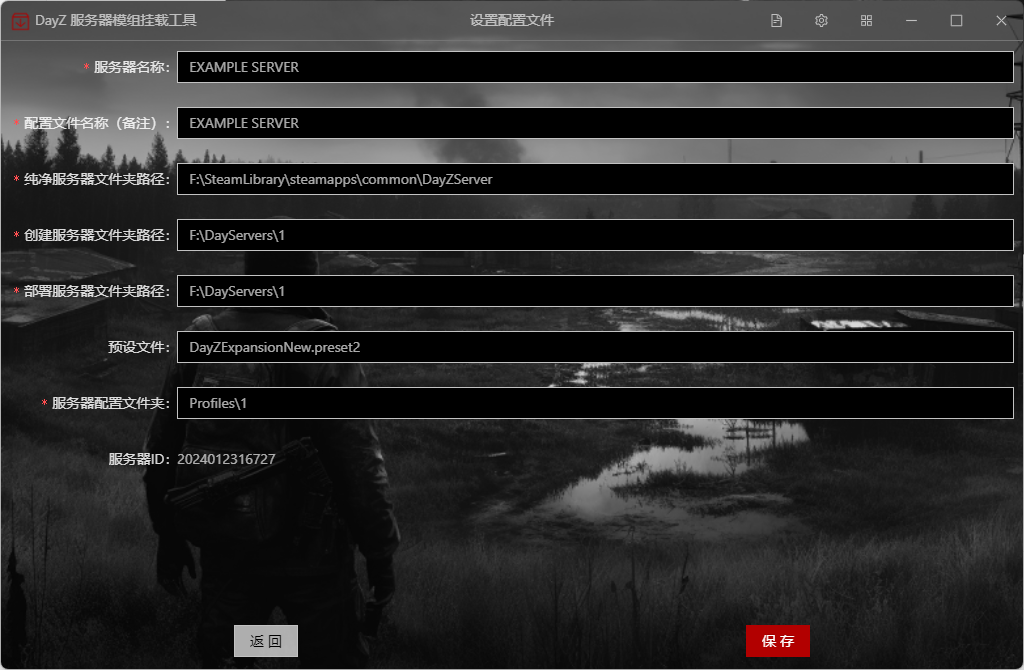 DayZ 服务器模组挂载工具
设置配置文件
* 服务器名称: EXAMPLE SERVER
* 配置文件名称（备注）: EXAMPLE SERVER
* 纯净服务器文件夹路径: F:\SteamLibrary\steamapps\common\DayZServer
* 创建服务器文件夹路径: F:\DayServers\1
* 部署服务器文件夹路径: F:\DayServers\1
预设文件: DayZExpansionNew.preset2
* 服务器配置文件夹: Profiles\1
服务器ID: 2024012316727
返 回
保 存